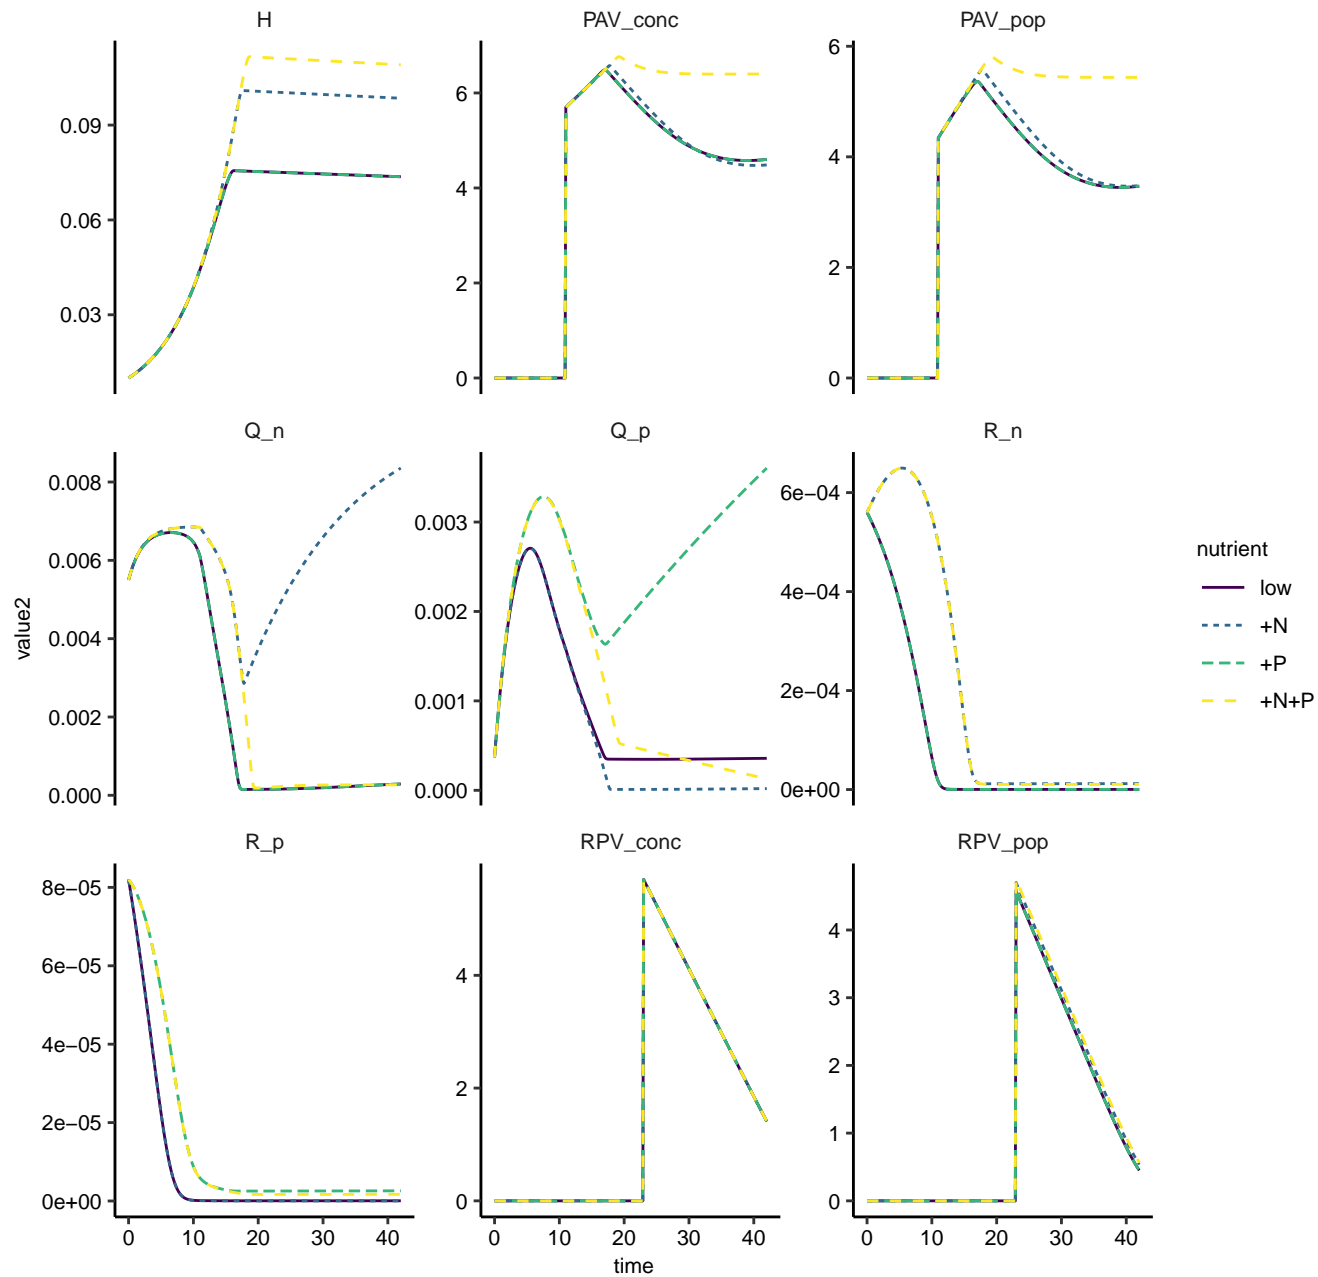 H
PAV_conc
PAV_pop
0.09
0.06
0.03
6
4
2
0
6
4
2
0
Q_n
Q_p
R_n
0.008
0.006
0.004
0.002
0.000
0.003
0.002
0.001
0.000
6e−04
4e−04
2e−04
0e+00
value2
nutrient
low
+N
+P
+N+P
R_p
RPV_conc
RPV_pop
8e−05
6e−05
4e−05
2e−05
0e+00
4
2
0
4
3
2
1
0
0 10 20 30 40
0 10 20 30 40
0 10 20 30 40
time